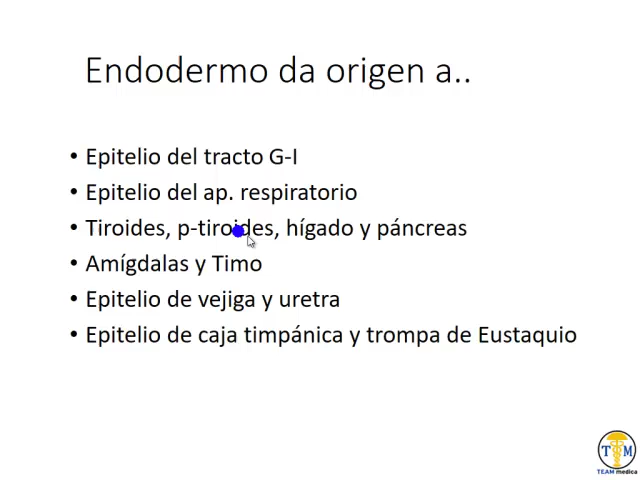 Endodermo da origen a..
• Epitelio del tracto G-I
• Epitelio del ap. respiratorio
• Tiroides, p-tiroides, hígado y páncreas
• Amígdalas y Timo
• Epitelio de vejiga y uretra
• Epitelio de caja timpánica y trompa de Eustaquio
T M
TEAM medica